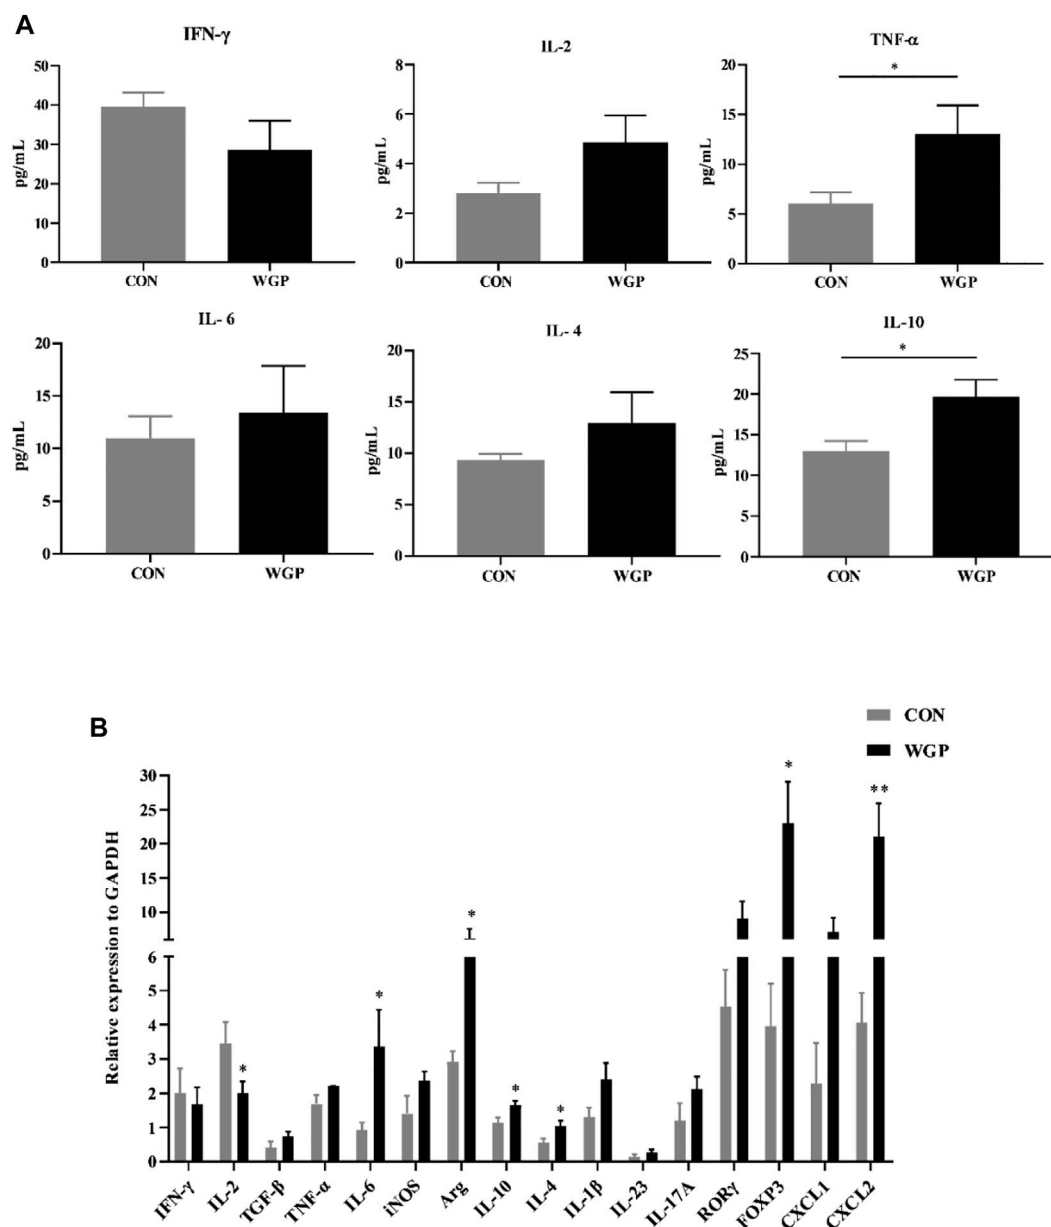 A
IFN-γ
pg/mL
50
40
30
20
10
0
CON
WGP
IL-2
pg/mL
8
6
4
2
0
CON
WGP
TNF-α
*
pg/mL
20
15
10
5
0
CON
WGP
IL- 6
pg/mL
20
15
10
5
0
CON
WGP
IL- 4
pg/mL
20
15
10
5
0
CON
WGP
IL-10
*
pg/mL
25
20
15
10
5
0
CON
WGP
B
CON
WGP
Relative expression to GAPDH
30
25
20
15
10
6
5
4
3
2
1
0
*
*
*
*
*
*
**
IFN-γ
IL-2
TGF-β
TNF-α
IL-6
iNOS
Arg
IL-10
IL-4
IL-1β
IL-23
IL-17A
RORγ
FOXP3
CXCL1
CXCL2